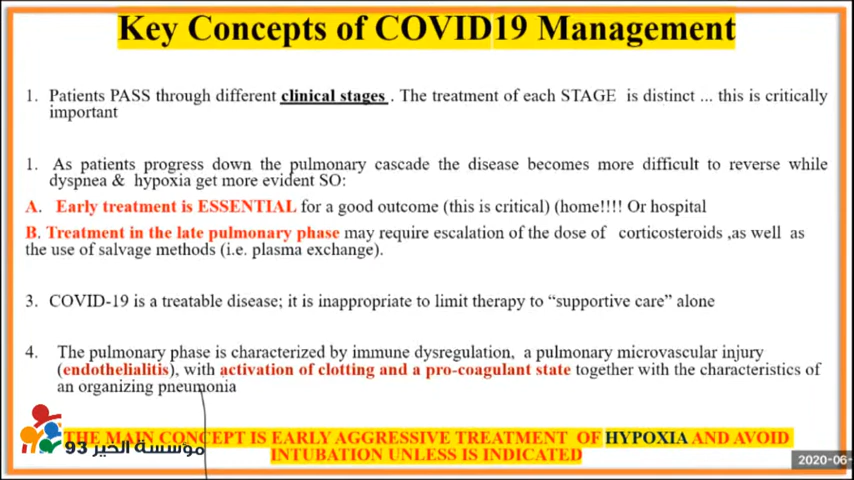 Key Concepts of COVID19 Management
1. Patients PASS through different clinical stages . The treatment of each STAGE is distinct ... this is critically
important
1. As patients progress down the pulmonary cascade the disease becomes more difficult to reverse while
dyspnea & hypoxia get more evident SO:
A. Early treatment is ESSENTIAL for a good outcome (this is critical) (home!!!! Or hospital
B. Treatment in the late pulmonary phase may require escalation of the dose of corticosteroids ,as well as
the use of salvage methods (i.e. plasma exchange).
3. COVID-19 is a treatable disease; it is inappropriate to limit therapy to “supportive care” alone
4. The pulmonary phase is characterized by immune dysregulation, a pulmonary microvascular injury
(endothelialitis), with activation of clotting and a pro-coagulant state together with the characteristics of
an organizing pneumonia
THE MAIN CONCEPT IS EARLY AGGRESSIVE TREATMENT OF HYPOXIA AND AVOID
INTUBATION UNLESS IS INDICATED
مؤسسة الخير 93
2020-06-